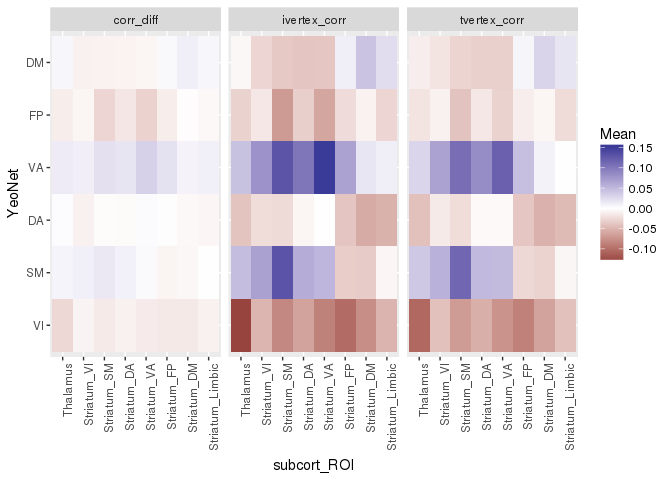 corr_diff ivertex_corr tvertex_corr
DM
FP
VA
DA
SM
VI
YeoNet
Thalamus Striatum_VI Striatum_SM Striatum_DA Striatum_VA Striatum_FP Striatum_DM Striatum_Limbic
Thalamus Striatum_VI Striatum_SM Striatum_DA Striatum_VA Striatum_FP Striatum_DM Striatum_Limbic
Thalamus Striatum_VI Striatum_SM Striatum_DA Striatum_VA Striatum_FP Striatum_DM Striatum_Limbic
subcort_ROI
Mean
0.15
0.10
0.05
0.00
-0.05
-0.10